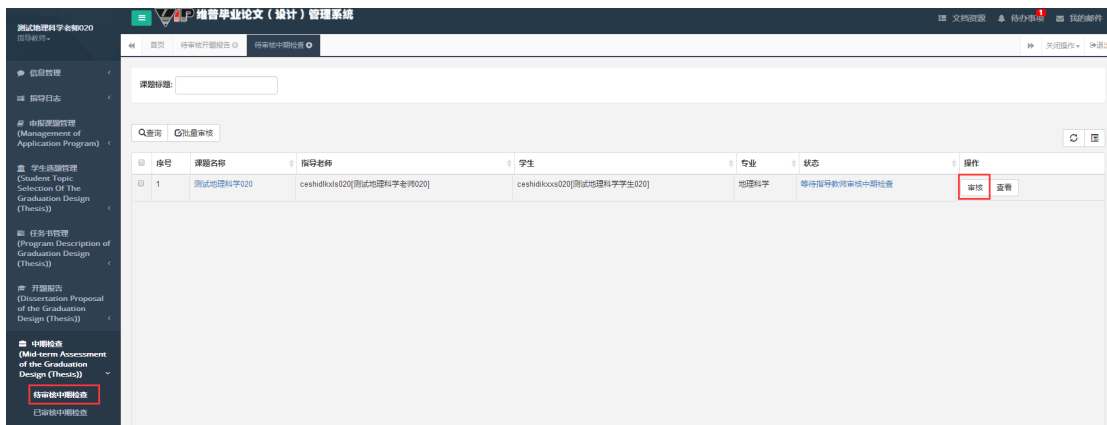 测试地理科学老师020
指导教师
维普毕业论文（设计）管理系统
文档资源
待办事项
1
我的邮件
首页
待审核开题报告
待审核中期检查
关闭操作
信息管理
指导日志
申报课题管理
(Management of
Application Program)
学生选题管理
(Student Topic
Selection Of The
Graduation Design
(Thesis))
任务书管理
(Program Description of
Graduation Design
(Thesis))
开题报告
(Dissertation Proposal
of the Graduation
Design (Thesis))
中期检查
(Mid-term Assessment
of the Graduation
Design (Thesis))
待审核中期检查
已审核中期检查
课题标题:
查询 批量审核
序号 课题名称 指导老师 学生 专业 状态 操作
1 测试地理科学020 ceshidlkxls020[测试地理科学老师020] ceshidikxxs020[测试地理科学学生020] 地理科学 等待指导教师审核中期检查 审核 查看